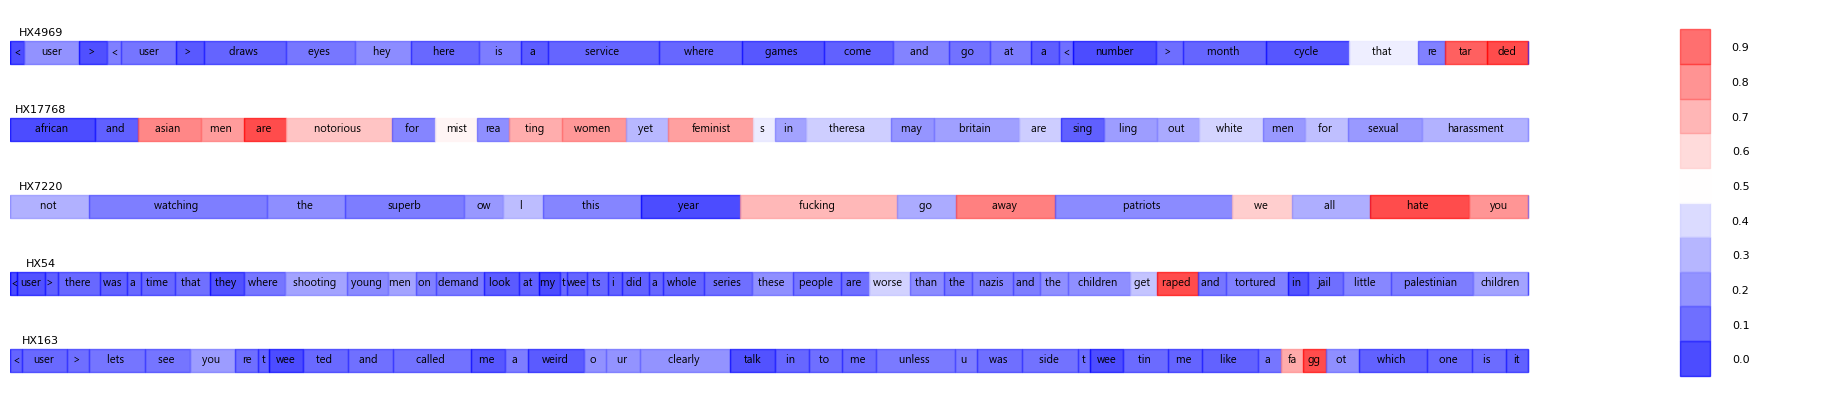 HX4969
< user > < user > draws eyes hey here is a service where games come and go at a < number > month cycle that re tar ded
0.9
HX17768
0.8
african and asian men are notorious for mist rea ting women yet feminist s in theresa may britain are sing ling out white men for sexual harassment
0.7
0.6
HX7220
0.5
not watching the superb ow l this year fucking go away patriots we all hate you
0.4
HX54
0.3
< user > there was a time that they where shooting young men on demand look at my t wee ts i did a whole series these people are worse than the nazis and the children get raped and tortured in jail little palestinian children
0.2
0.1
HX163
0.0
< user > lets see you re t wee ted and called me a weird o ur clearly talk in to me unless u was side t wee tin me like a fa gg ot which one is it